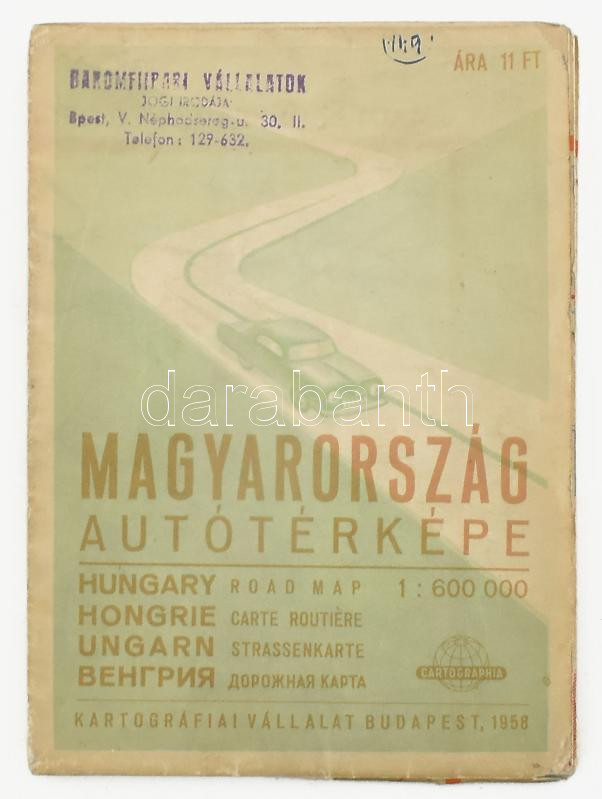 ÁRA 11 FT
BAROMFIIPARI VÁLLALATOK
JOGI IRODÁJA
Bpest, V. Néphadsereg-u. 30. II.
Telefon: 129-632.
darabanth
MAGYARORSZÁG
AUTÓTÉRKÉPE
HUNGARY ROAD MAP 1:600 000
HONGRIE CARTE ROUTIÈRE
UNGARN STRASSENKARTE
ВЕНГРИЯ ДОРОЖНАЯ КАРТА
CARTOGRAPHIA
KARTOGRÁFIAI VÁLLALAT BUDAPEST, 1958